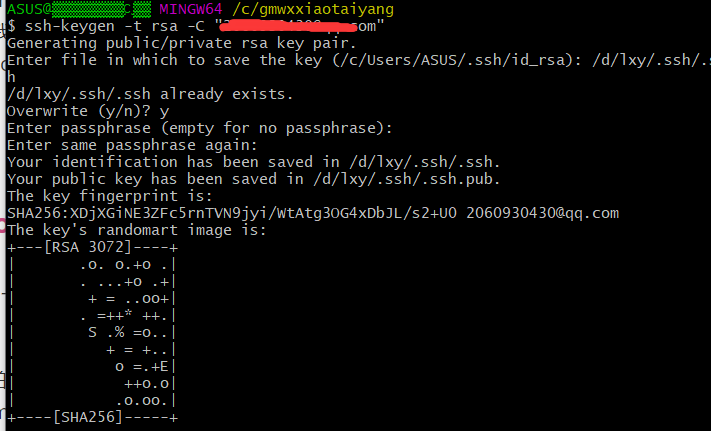 ASUS@ MINGW64 /c/gmwxxiaotaiyang
$ ssh-keygen -t rsa -C "
Generating public/private rsa key pair.
Enter file in which to save the key (/c/Users/ASUS/.ssh/id_rsa): /d/lxy/.ssh/.s
h
/d/lxy/.ssh/.ssh already exists.
Overwrite (y/n)? y
Enter passphrase (empty for no passphrase):
Enter same passphrase again:
Your identification has been saved in /d/lxy/.ssh/.ssh.
Your public key has been saved in /d/lxy/.ssh/.ssh.pub.
The key fingerprint is:
SHA256:XDjXGiNE3ZFc5rnTVN9jyi/WtAtg3OG4xDbJL/s2+U0 2060930430@qq.com
The key's randomart image is:
+---[RSA 3072]----+
|       .o. o.+o .|
|       . ...+o .+|
|        + = ..oo+|
|       . =++* ++.|
|        S .% =o..|
|          + = +..|
|           o =.+E|
|            ++o.o|
|           .o.oo.|
+----[SHA256]-----+